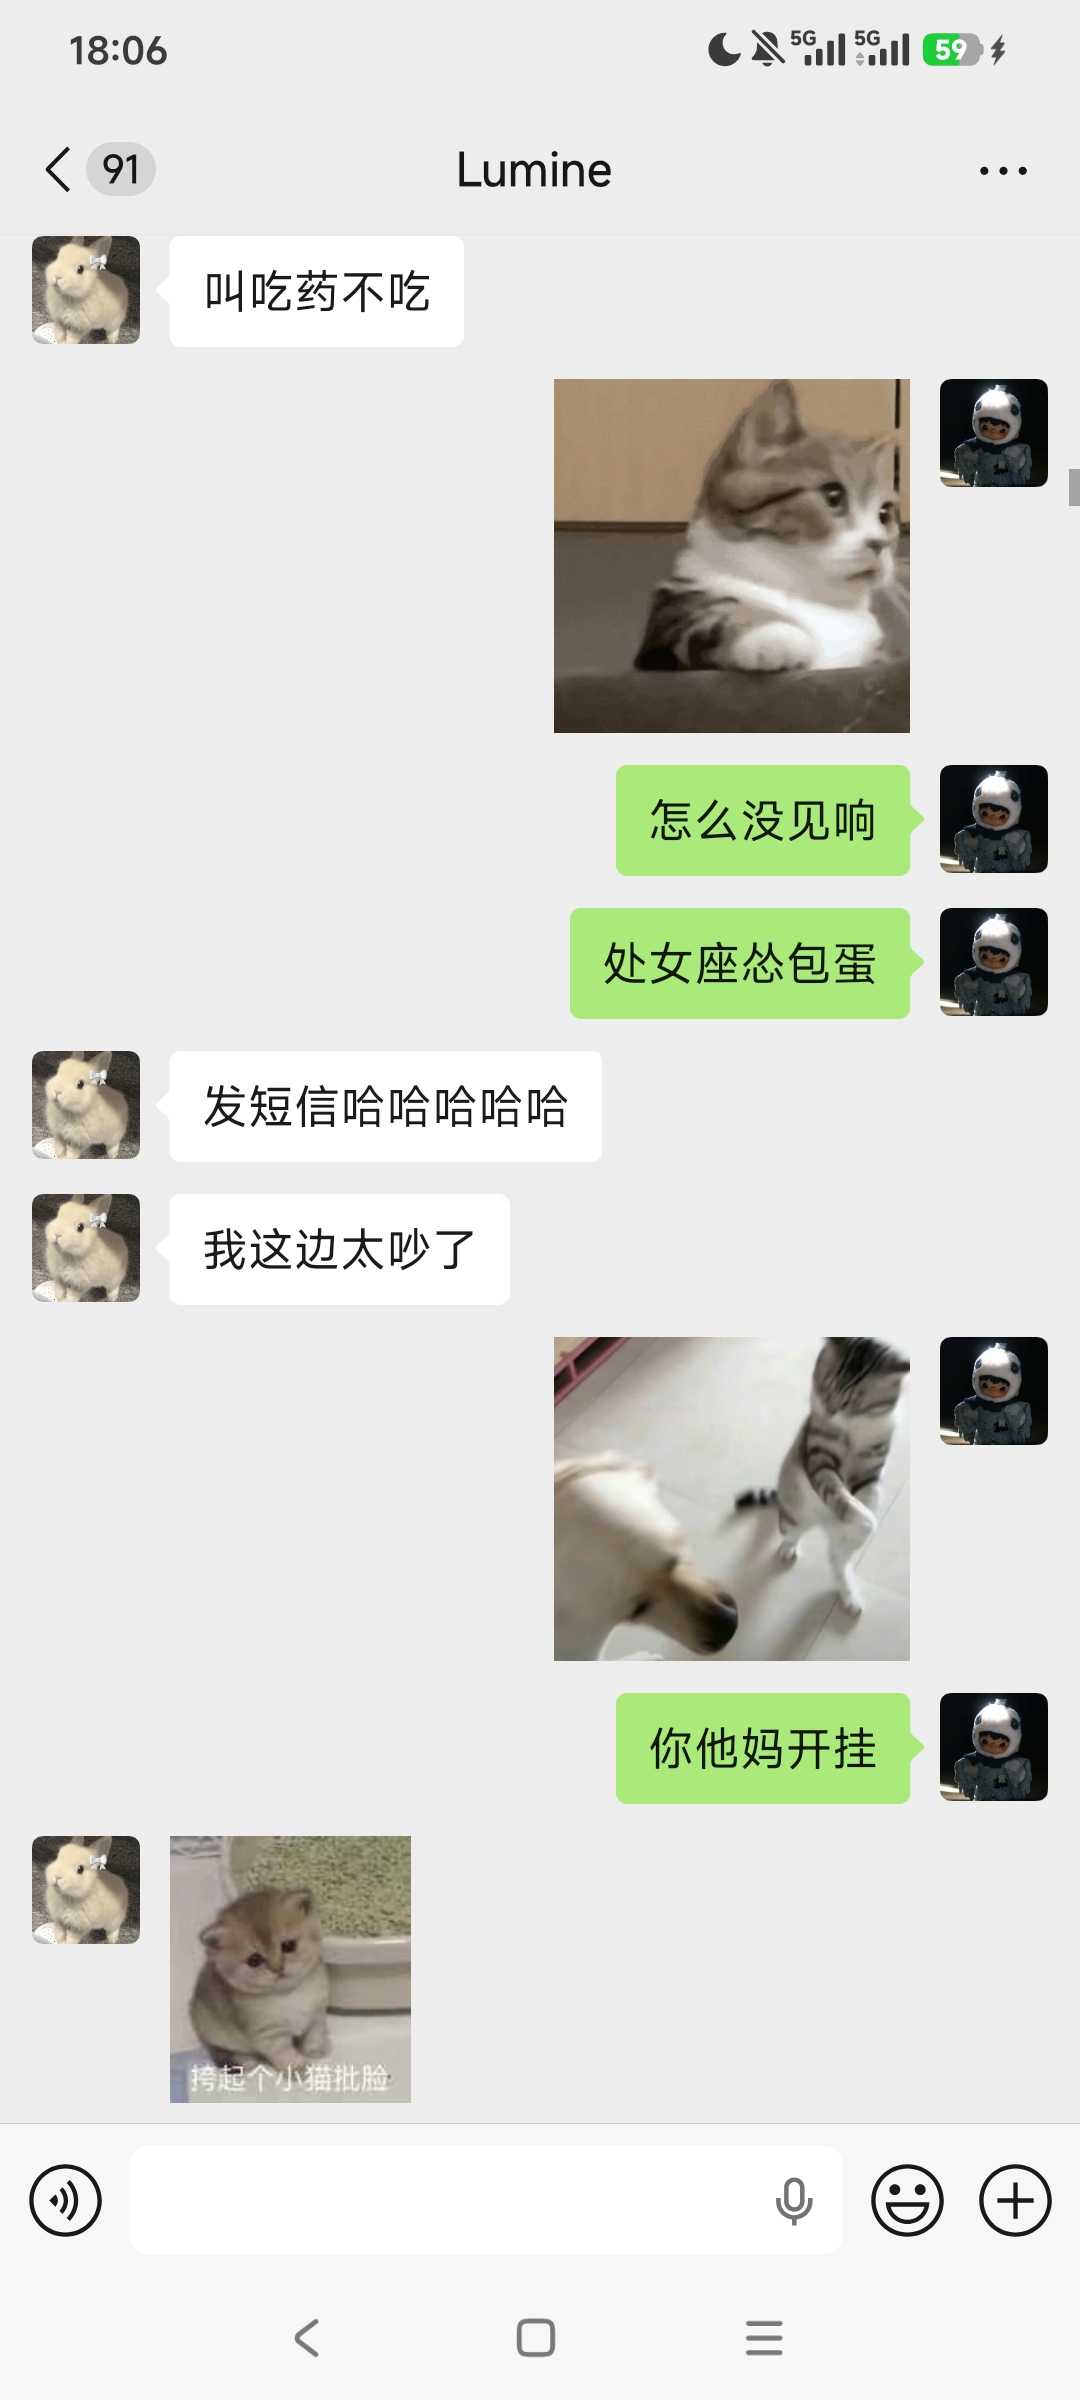 18:06
5G 5G 59
91
Lumine
叫吃药不吃
怎么没见响
处女座怂包蛋
发短信哈哈哈哈哈
我这边太吵了
你他妈开挂
挎起个小猫批脸